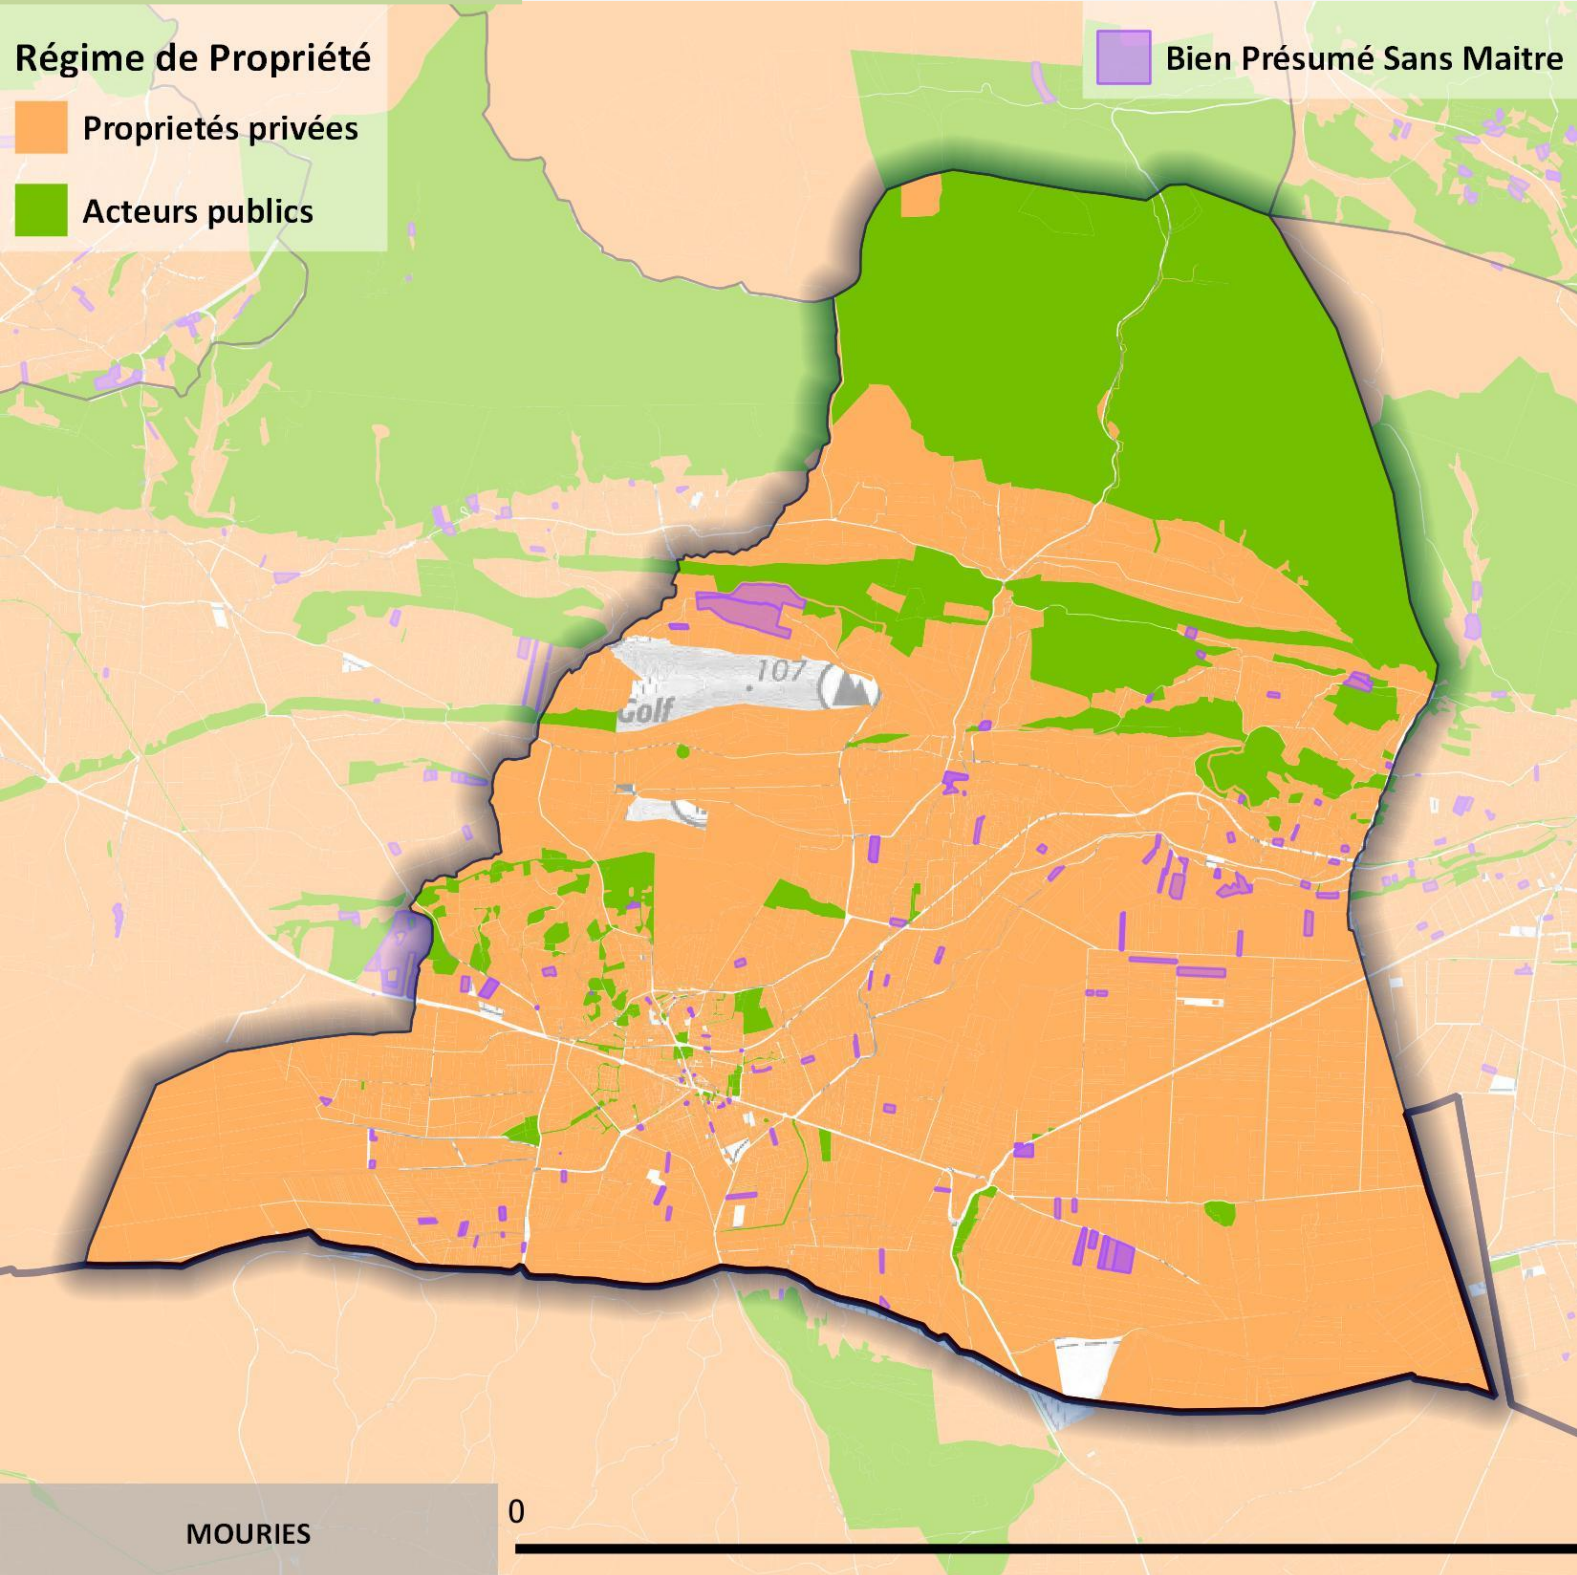 Régime de Propriété
Proprietés privées
Acteurs publics
Bien Présumé Sans Maitre
107
Golf
MOURIES
0